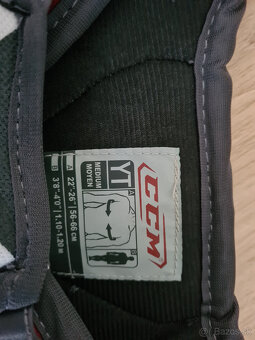 CCM
YT
MEDIUM
MOYEN
A
B
A 22"-26" | 56-66 CM
B 3'8"-4'0" | 1.10-1.20 m